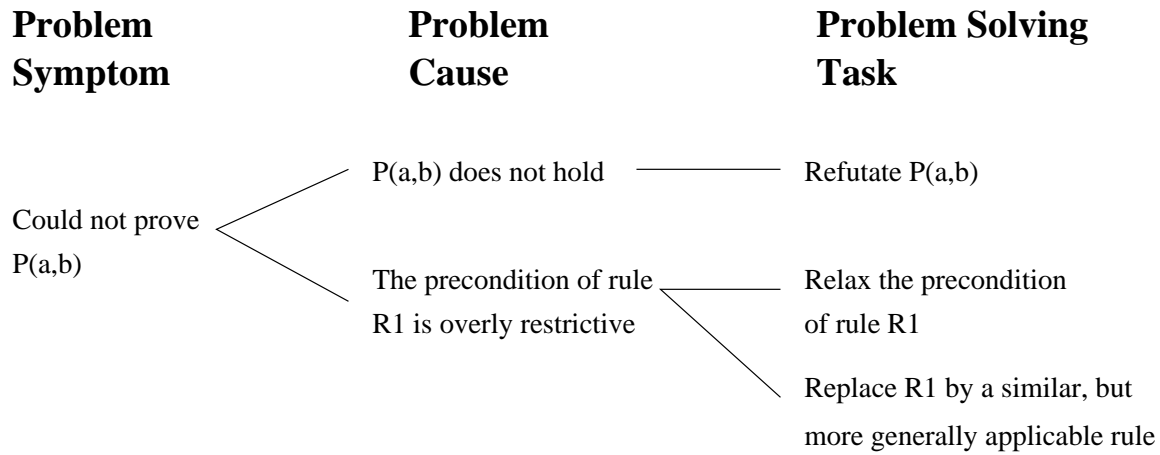 Problem
Symptom
Problem
Cause
Problem Solving
Task
Could not prove
P(a,b)
P(a,b) does not hold
Refutate P(a,b)
The precondition of rule
R1 is overly restrictive
Relax the precondition
of rule R1
Replace R1 by a similar, but
more generally applicable rule